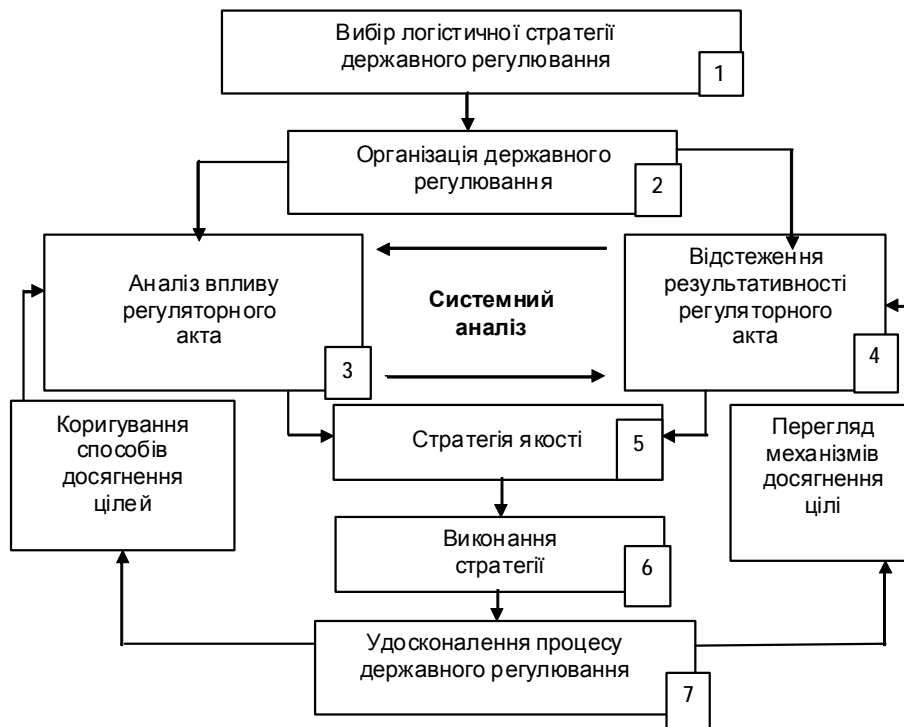 Вибір логістичної стратегії
державного регулювання
1
Організація державного
регулювання
2
Аналіз впливу
регуляторного
акта
3
Системний
аналіз
Відстеження
результативності
регуляторного
акта
4
Коригування
способів
досягнення
цілей
Стратегія якості
5
Перегляд
механізмів
досягнення
цілі
Виконання
стратегії
6
Удосконалення процесу
державного регулювання
7